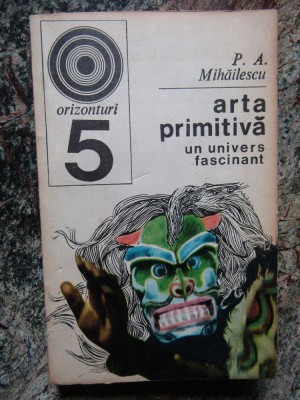 orizonturi
5
P. A.
Mihăilescu
arta
primitivă
un univers
fascinant